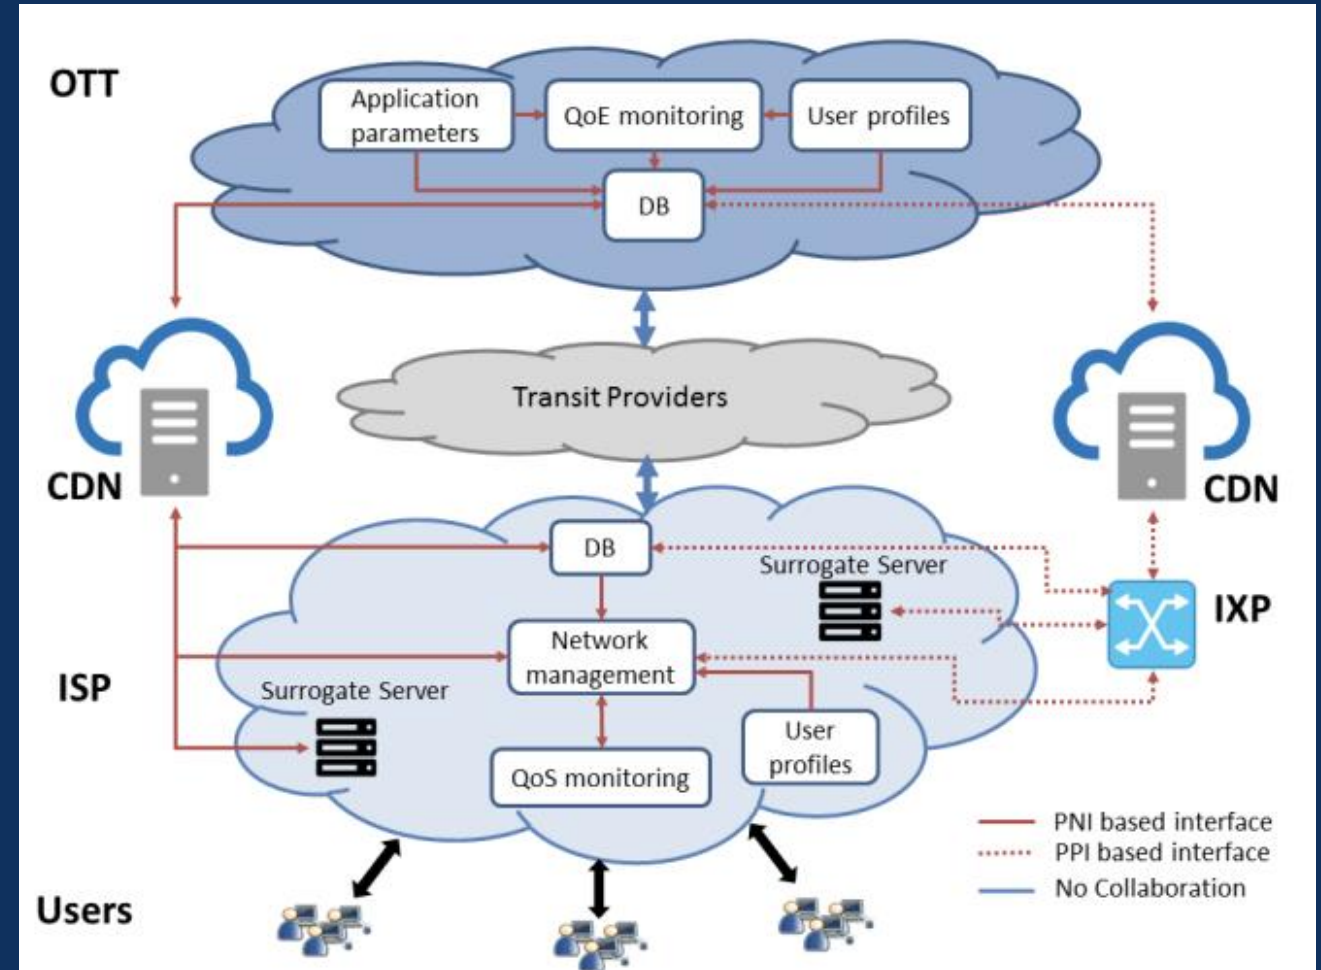 OTT
Application
parameters
QoE monitoring
User profiles
DB
Transit Providers
CDN
CDN
DB
Surrogate Server
IXP
Network
management
ISP
Surrogate Server
User
profiles
QoS monitoring
PNI based interface
PPI based interface
No Collaboration
Users